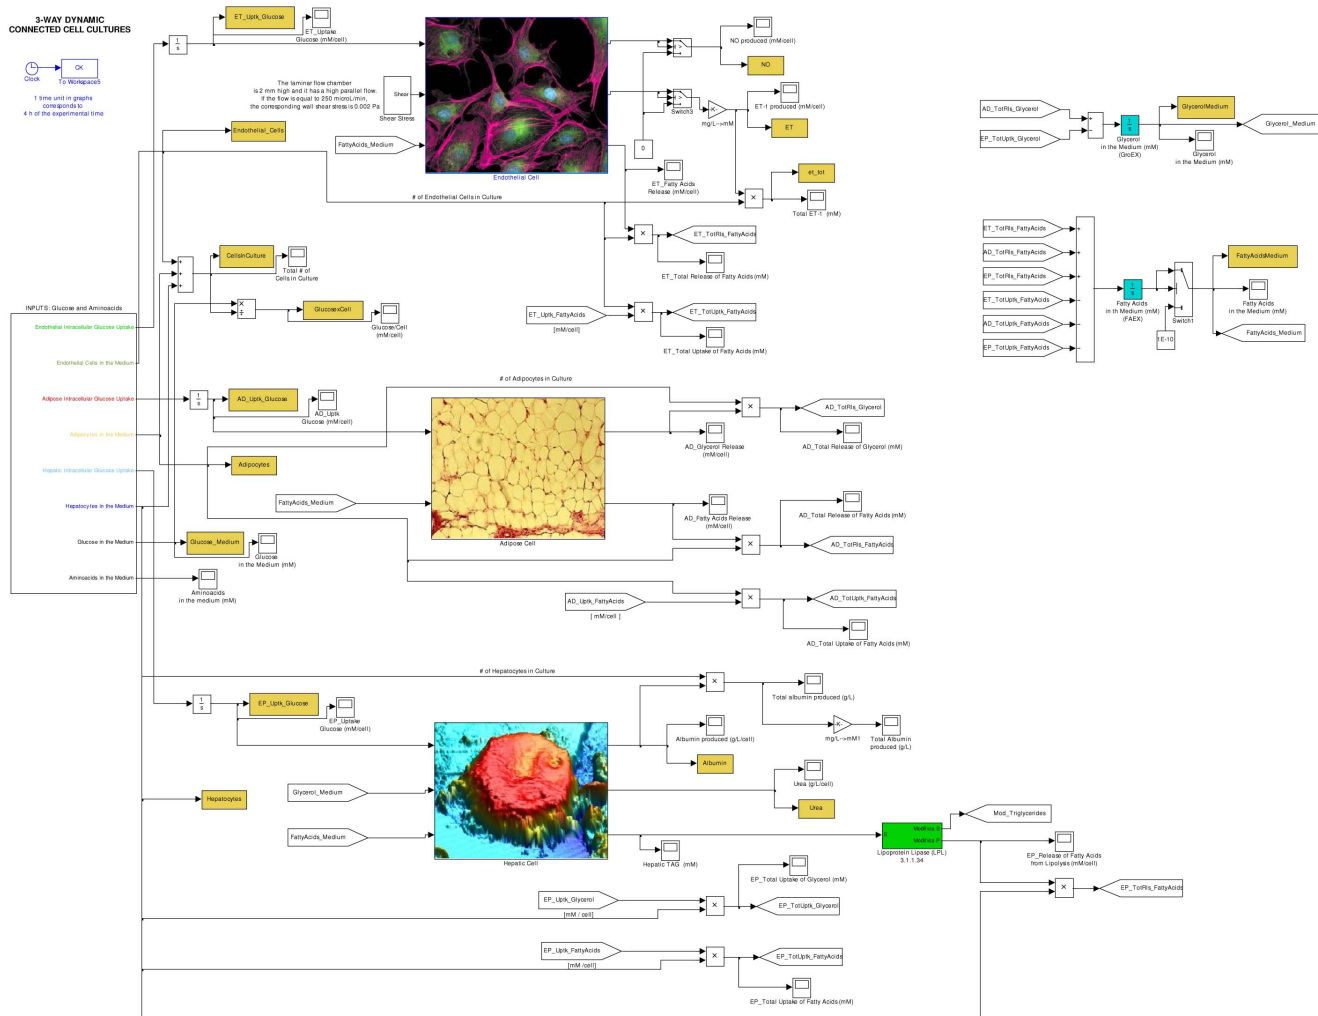 3-WAY DYNAMIC
CONNECTED CELL CULTURES
Clock
CK
To Workspace5
1 time unit in graphs
corresponds to
4 h of the experimental time
1
s
ET_Uptk_Glucose
ET_Uptake
Glucose (mM/cell)
The laminar flow chamber
is 2 mm high and it has a high parallel flow.
If the flow is equal to 250 microL/min,
the corresponding wall shear stress is 0.002 Pa
Shear
Shear Stress
Endothelial_Cells
FattyAcids_Medium
Endothelial Cell
NO produced (mM/cell)
NO
Switch3
-K-
mg/L-->mM
0
ET-1 produced (mM/cell)
ET
ET_Fatty Acids
Release (mM/cell)
et_tot
×
Total ET-1 (mM)
# of Endothelial Cells in Culture
×
ET_TotRls_FattyAcids
ET_Total Release of Fatty Acids (mM)
ET_Uptk_FattyAcids
[mM/cell]
×
ET_TotUptk_FattyAcids
ET_Total Uptake of Fatty Acids (mM)
AD_TotRls_Glycerol
EP_TotUptk_Glycerol
+
−
1
s
Glycerol
in the Medium (mM)
(GroEX)
GlycerolMedium
Glycerol
in the Medium (mM)
Glycerol_Medium
ET_TotRls_FattyAcids
AD_TotRls_FattyAcids
EP_TotRls_FattyAcids
ET_TotUptk_FattyAcids
AD_TotUptk_FattyAcids
EP_TotUptk_FattyAcids
+
+
+
−
−
−
1
s
Fatty Acids
in th Medium (mM)
(FAEX)
1E-10
Switch1
FattyAcidsMedium
Fatty Acids
in the Medium (mM)
FattyAcids_Medium
+
+
+
CellsinCulture
Total # of
Cells in Culture
×
÷
GlucosexCell
Glucose/Cell
(mM/cell)
INPUTS: Glucose and Aminoacids
Endothelial Intracellular Glucose Uptake
Endothelial Cells in the Medium
Adipose Intracellular Glucose Uptake
Adipocytes in the Medium
Hepatic Intracellular Glucose Uptake
Hepatocytes in the Medium
Glucose in the Medium
Aminoacids in the Medium
1
s
AD_Uptk_Glucose
AD_Uptk
Glucose (mM/cell)
Adipocytes
Glucose_Medium
Glucose
in the Medium (mM)
Aminoacids
in the medium (mM)
FattyAcids_Medium
Adipose Cell
# of Adipocytes in Culture
×
AD_TotRls_Glycerol
AD_Glycerol Release
(mM/cell)
AD_Total Release of Glycerol (mM)
AD_Fatty Acids Release
(mM/cell)
AD_Total Release of Fatty Acids (mM)
×
AD_TotRls_FattyAcids
AD_Uptk_FattyAcids
[ mM/cell ]
×
AD_TotUptk_FattyAcids
AD_Total Uptake of Fatty Acids (mM)
# of Hepatocytes in Culture
1
s
EP_Uptk_Glucose
EP_Uptake
Glucose (mM/cell)
Hepatocytes
Glycerol_Medium
FattyAcids_Medium
Hepatic Cell
×
Total albumin produced (g/L)
-K-
mg/L-->mM1
Total Albumin
produced (g/L)
Albumin produced (g/L/cell)
Albumin
Urea (g/L/cell)
Urea
Hepatic TAG (mM)
S
Modifica S
Modifica P
Lipoprotein Lipase (LPL)
3.1.1.34
Mod_Triglycerides
EP_Release of Fatty Acids
from Lipolysis (mM/cell)
×
EP_TotRls_FattyAcids
EP_Total Uptake of Glycerol (mM)
EP_Uptk_Glycerol
[mM / cell]
×
EP_TotUptk_Glycerol
EP_Uptk_FattyAcids
[mM /cell]
×
EP_TotUptk_FattyAcids
EP_Total Uptake of Fatty Acids (mM)